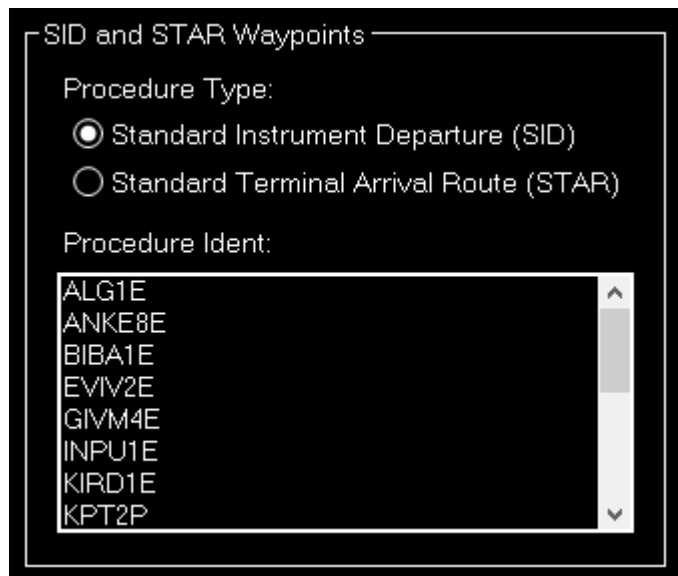 SID and STAR Waypoints
Procedure Type:
Standard Instrument Departure (SID)
Standard Terminal Arrival Route (STAR)
Procedure Ident:
ALG1E
ANKE8E
BIBA1E
EVIV2E
GIVM4E
INPU1E
KIRD1E
KPT2P